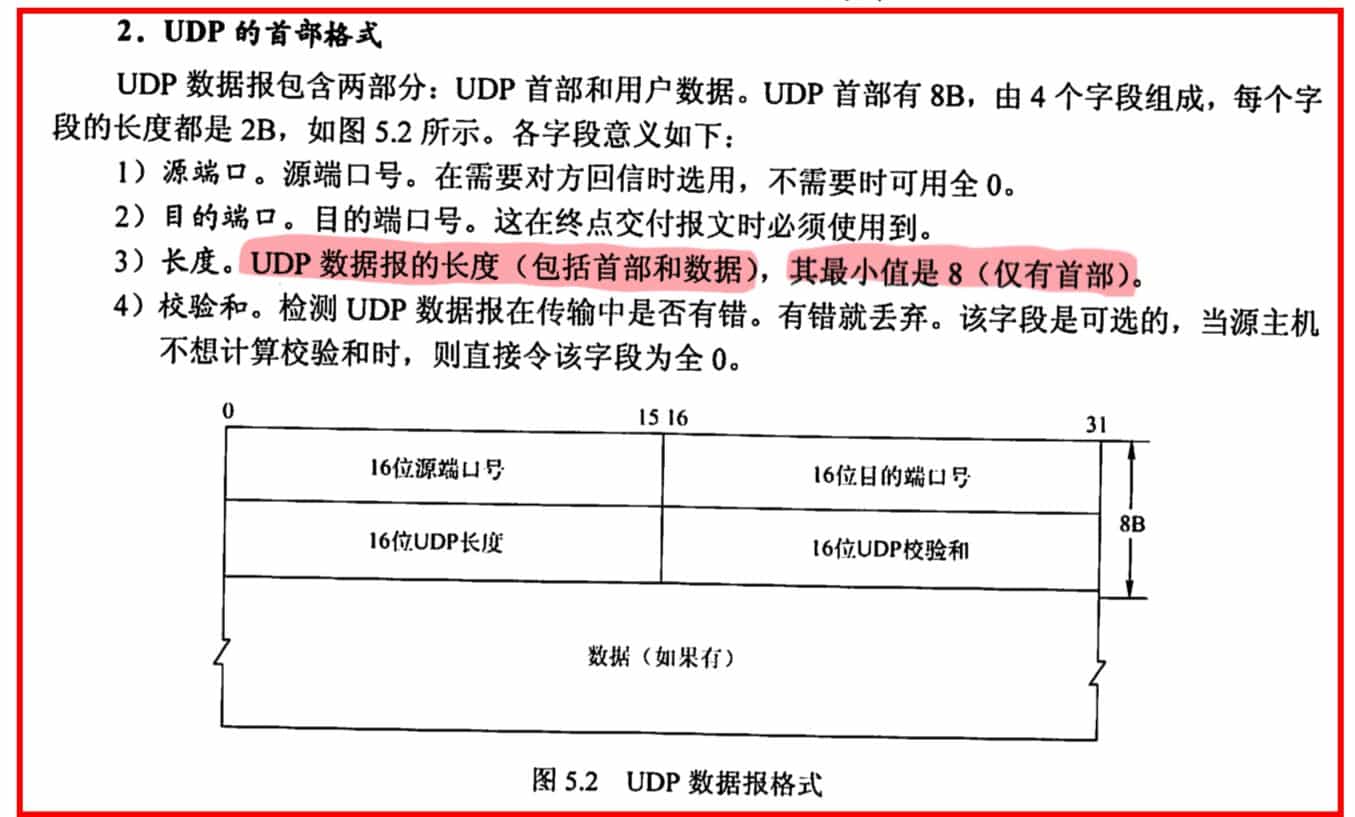 2. UDP 的首部格式
UDP 数据报包含两部分：UDP 首部和用户数据。UDP 首部有 8B，由 4 个字段组成，每个字
段的长度都是 2B，如图 5.2 所示。各字段意义如下：
1）源端口。源端口号。在需要对方回信时选用，不需要时可用全 0。
2）目的端口。目的端口号。这在终点交付报文时必须使用到。
3）长度。UDP 数据报的长度（包括首部和数据），其最小值是 8（仅有首部）。
4）校验和。检测 UDP 数据报在传输中是否有错。有错就丢弃。该字段是可选的，当源主机
不想计算校验和时，则直接令该字段为全 0。
0 15 16 31
16位源端口号 16位目的端口号
8B
16位UDP长度 16位UDP校验和
数据（如果有）
图 5.2 UDP 数据报格式